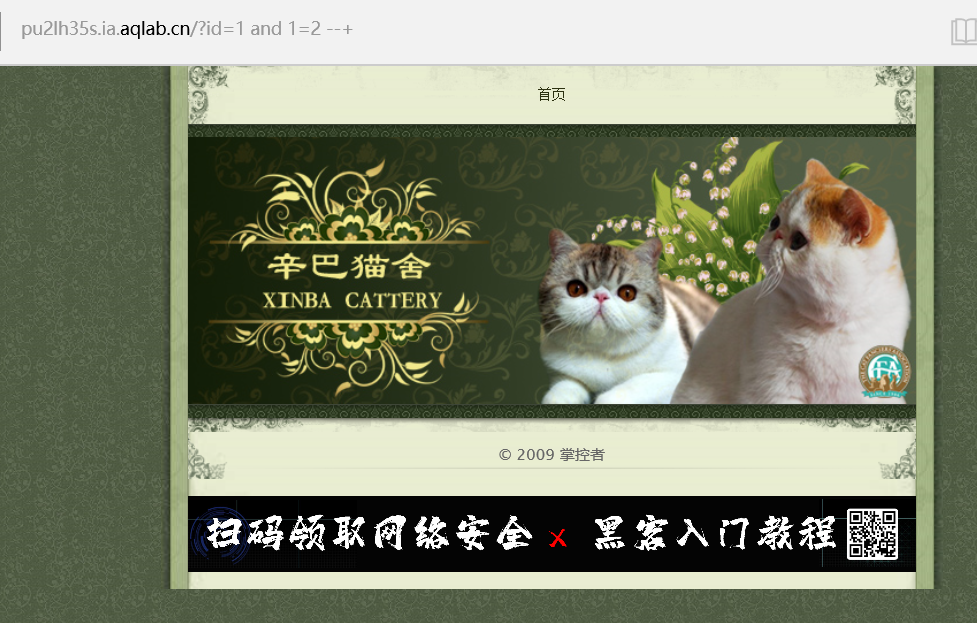 pu2lh35s.ia.aqlab.cn/?id=1 and 1=2 --+
首页
辛巴猫舍
XINBA CATTERY
© 2009 掌控者
扫码领取网络安全 x 黑客入门教程